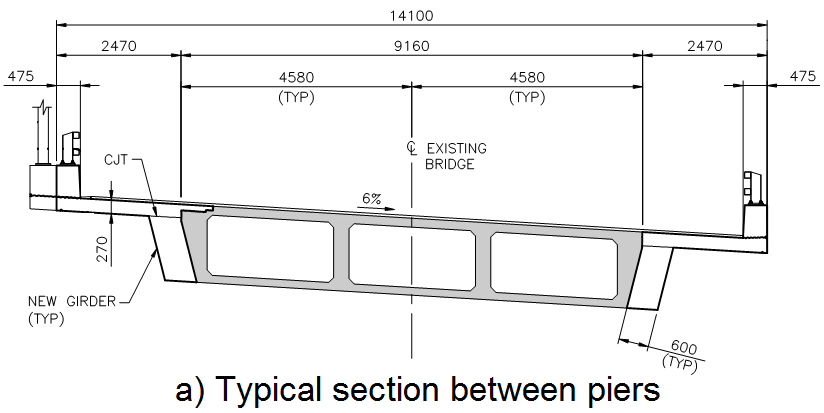 14100
2470
9160
2470
475
4580
(TYP)
4580
(TYP)
475
CJT
℄ EXISTING
BRIDGE
6%
270
NEW GIRDER
(TYP)
600
(TYP)
a) Typical section between piers